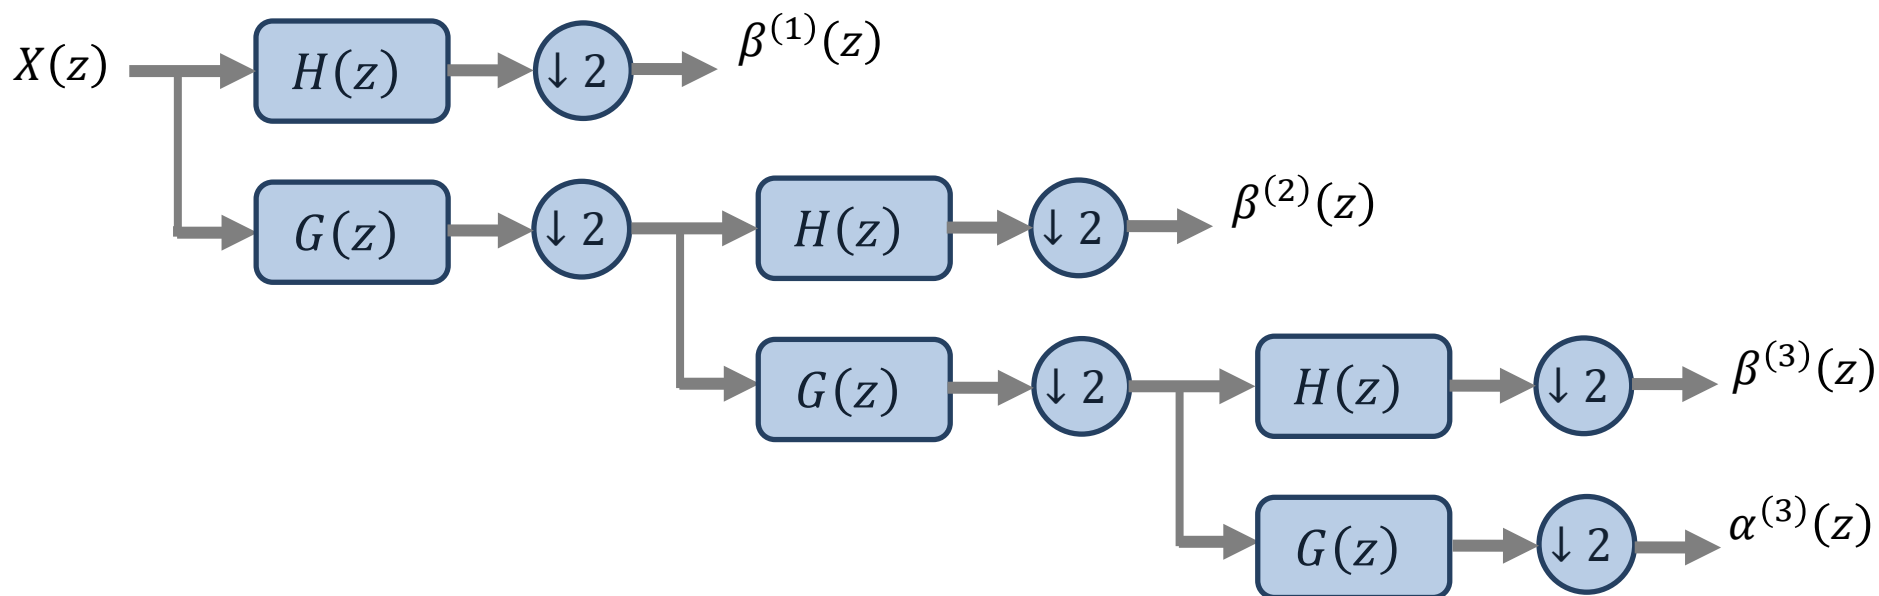 X(z) H(z) ↓ 2 β^(1)(z)
G(z) ↓ 2 H(z) ↓ 2 β^(2)(z)
G(z) ↓ 2 H(z) ↓ 2 β^(3)(z)
G(z) ↓ 2 α^(3)(z)